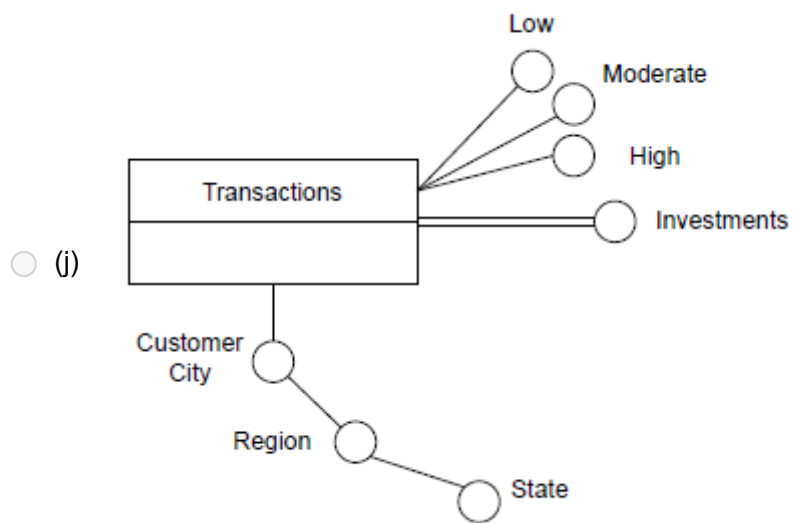 Low
Moderate
High
Transactions
Investments
(j)
Customer
City
Region
State